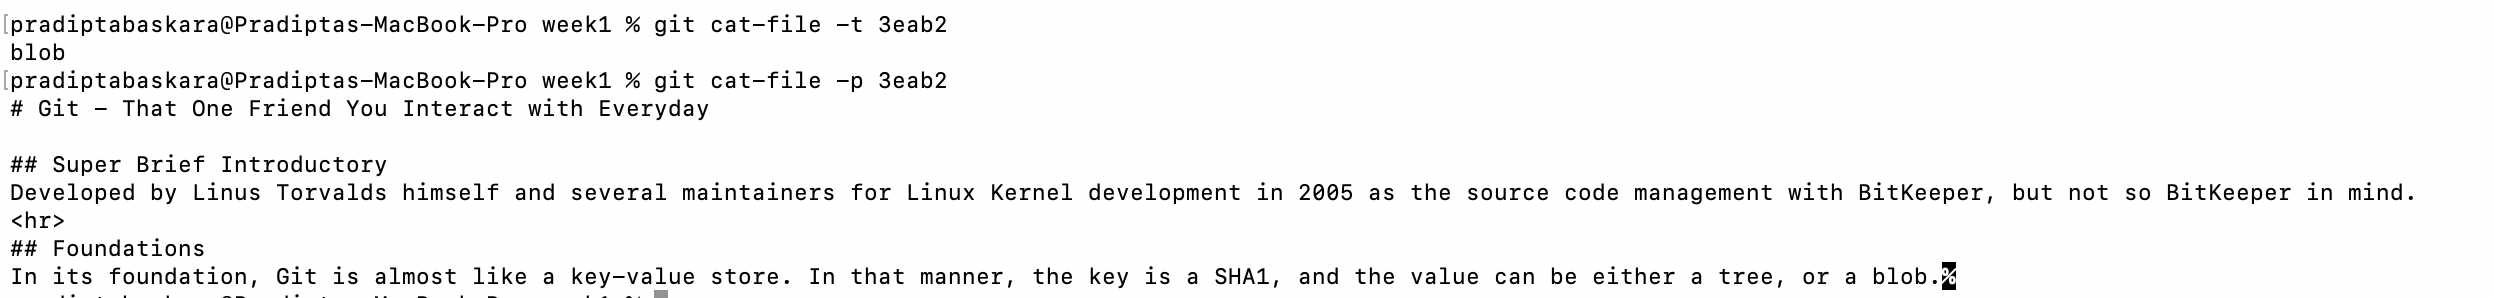 pradiptabaskara@Pradiptas-MacBook-Pro week1 % git cat-file -t 3eab2
blob
pradiptabaskara@Pradiptas-MacBook-Pro week1 % git cat-file -p 3eab2
# Git - That One Friend You Interact with Everyday
## Super Brief Introductory
Developed by Linus Torvalds himself and several maintainers for Linux Kernel development in 2005 as the source code management with BitKeeper, but not so BitKeeper in mind.
<hr>
## Foundations
In its foundation, Git is almost like a key-value store. In that manner, the key is a SHA1, and the value can be either a tree, or a blob.%